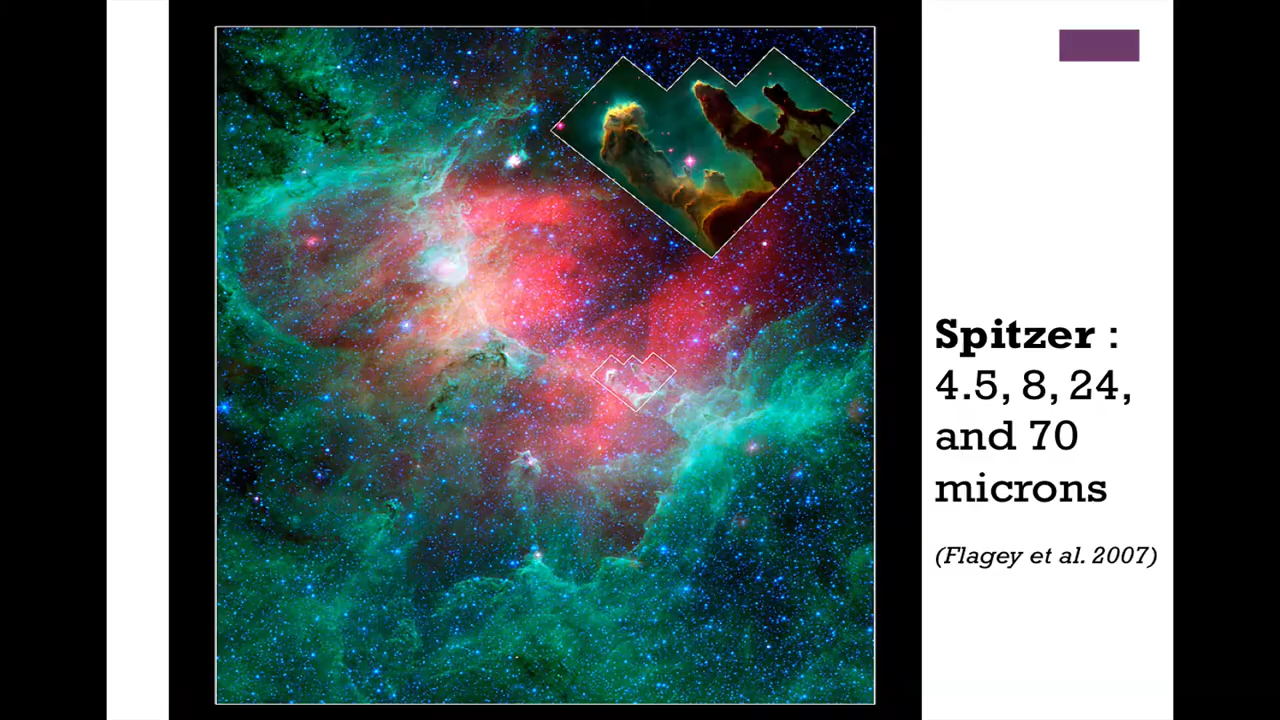 Spitzer :
4.5, 8, 24,
and 70
microns
(Flagey et al. 2007)